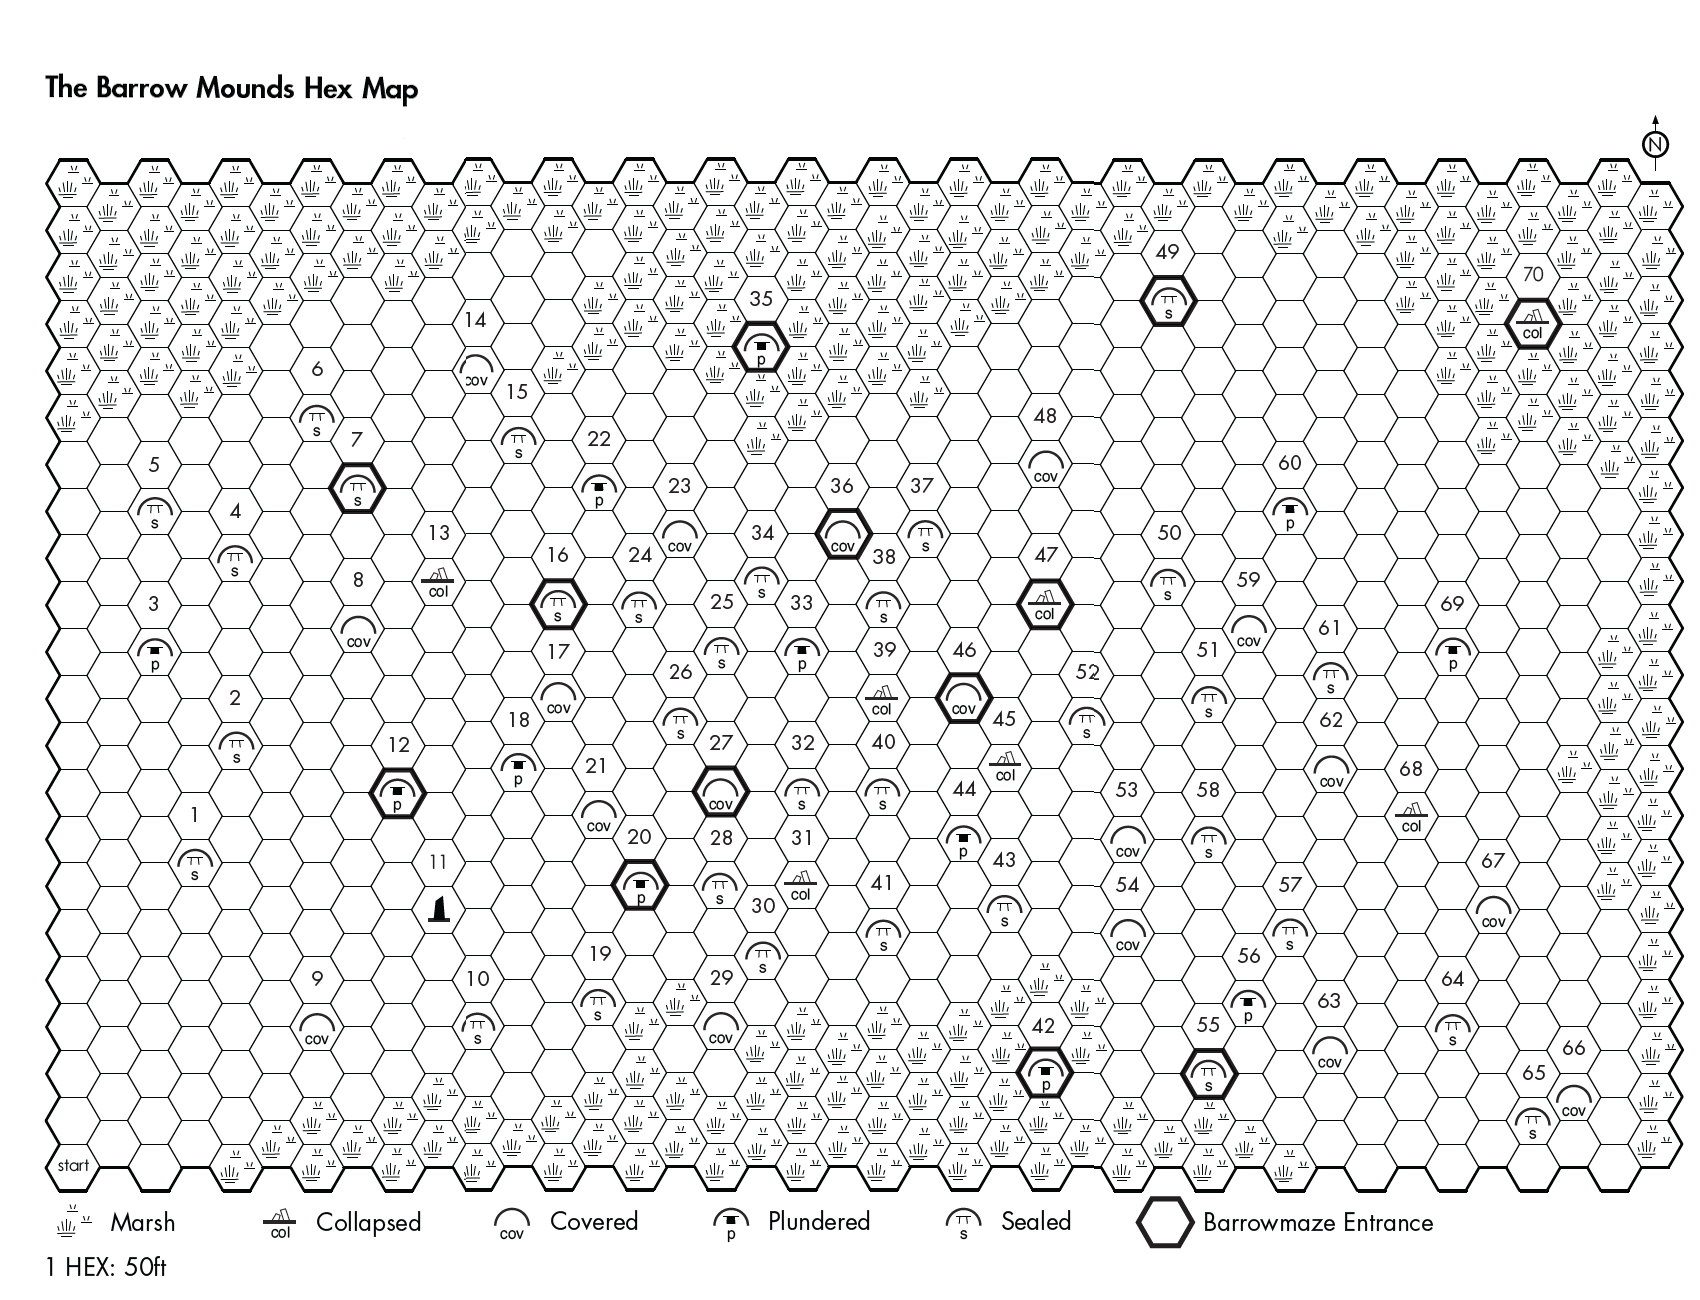 The Barrow Mounds Hex Map
N
49
70
35
14
6
15
48
7
22
5
60
23
36
37
4
13
34
50
16
24
38
47
8
59
3
25
33
69
61
17
39
46
51
26
52
2
18
45
62
12
27
32
40
21
68
44
53
58
1
20
28
31
11
43
67
41
54
57
30
19
56
9
10
29
64
63
42
55
66
65
s
col
p
cov
s
s
cov
s
p
s
p
cov
cov
s
s
s
col
s
s
s
s
col
cov
cov
p
s
p
p
s
cov
col
cov
s
s
s
s
p
col
cov
p
cov
s
s
cov
col
p
cov
s
s
p
s
col
s
cov
s
cov
s
s
s
p
cov
s
cov
s
cov
p
s
cov
s
start
Marsh
col
Collapsed
cov
Covered
p
Plundered
s
Sealed
Barrowmaze Entrance
1 HEX: 50ft